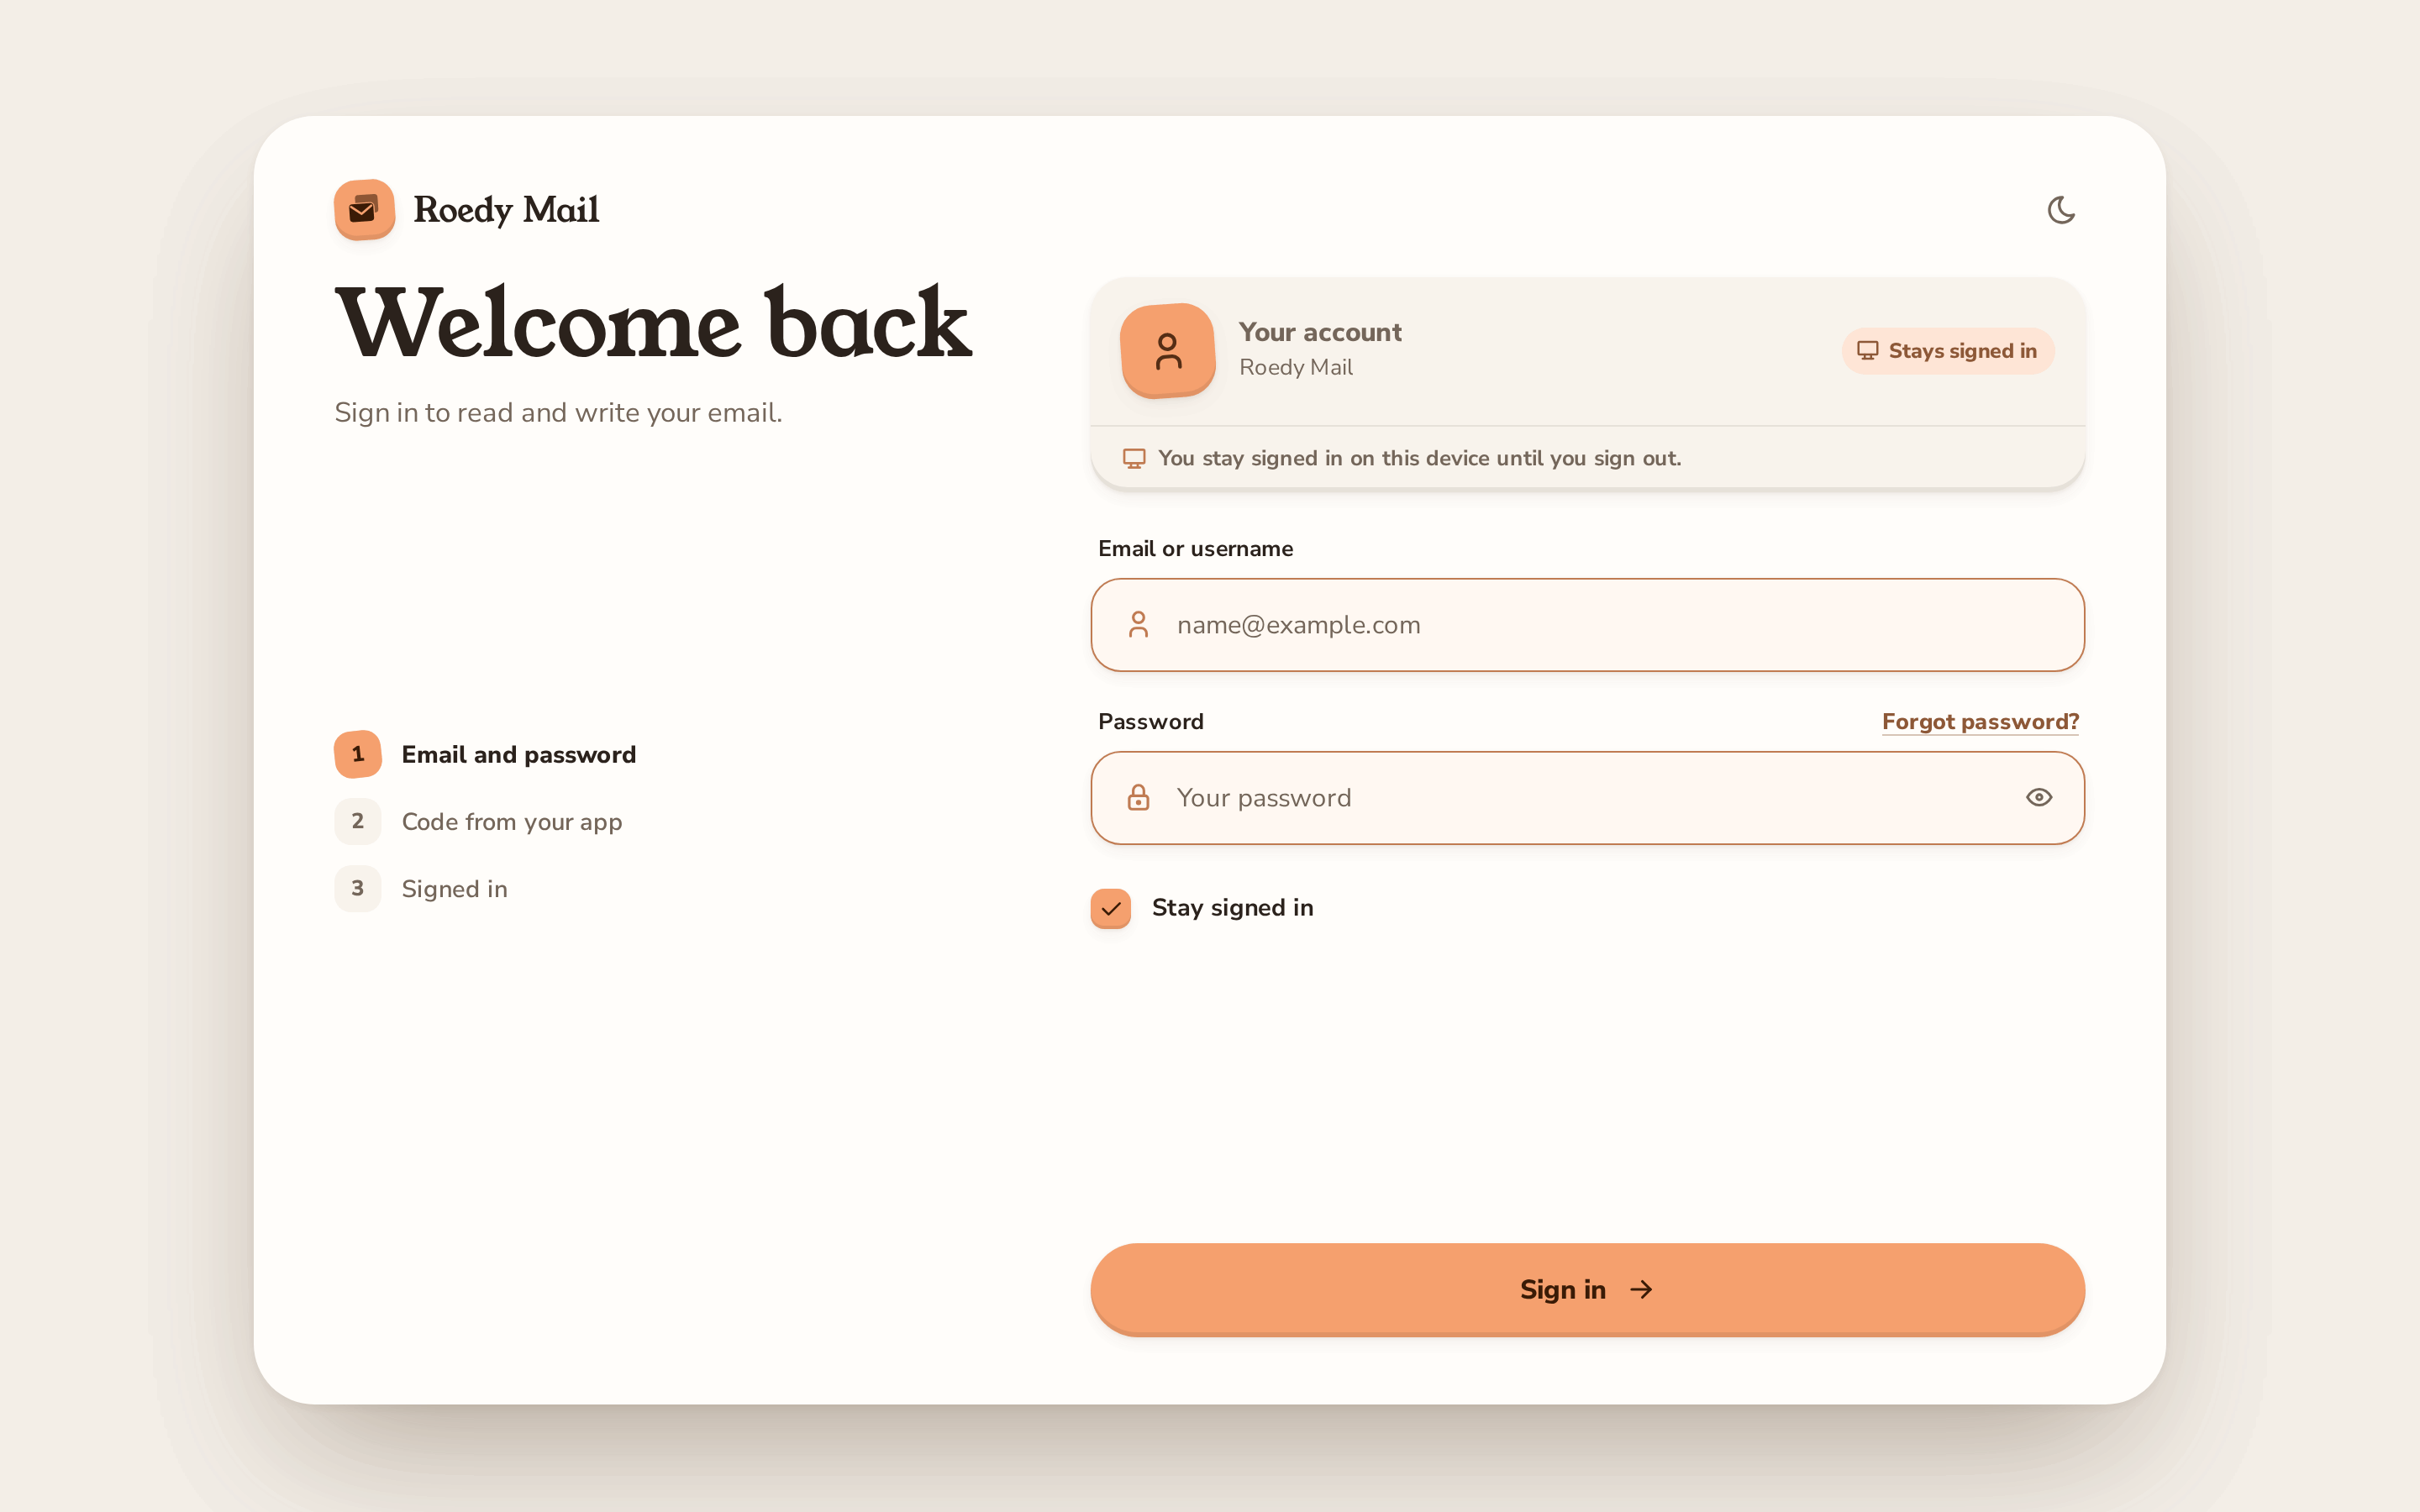 Roedy Mail
Welcome back
Sign in to read and write your email.
1 Email and password
2 Code from your app
3 Signed in
Your account
Roedy Mail
Stays signed in
You stay signed in on this device until you sign out.
Email or username
name@example.com
Password
Forgot password?
Your password
Stay signed in
Sign in